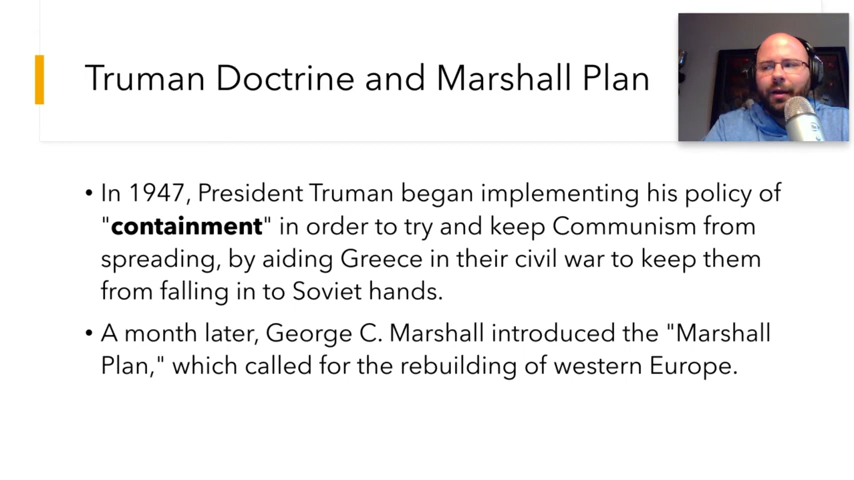 Truman Doctrine and Marshall Plan
• In 1947, President Truman began implementing his policy of
"containment" in order to try and keep Communism from
spreading, by aiding Greece in their civil war to keep them
from falling in to Soviet hands.
• A month later, George C. Marshall introduced the "Marshall
Plan," which called for the rebuilding of western Europe.